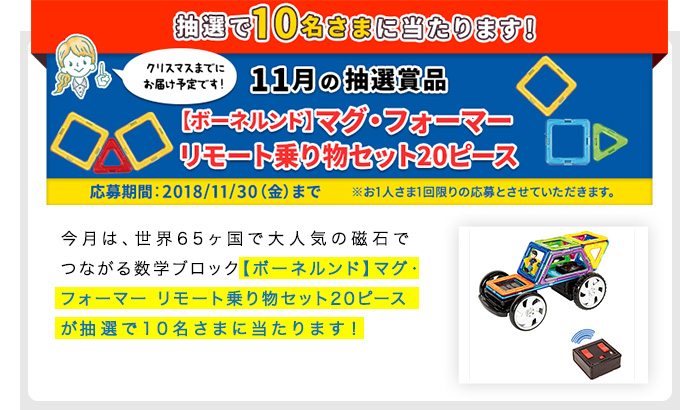 抽選で10名さまに当たります!
クリスマスまでに
お届け予定です!
11月の抽選賞品
【ボーネルンド】マグ・フォーマー
リモート乗り物セット20ピース
応募期間:2018/11/30(金)まで
※お1人さま1回限りの応募とさせていただきます。
今月は、世界65ヶ国で大人気の磁石で
つながる数学ブロック【ボーネルンド】マグ・
フォーマー リモート乗り物セット20ピース
が抽選で10名さまに当たります!